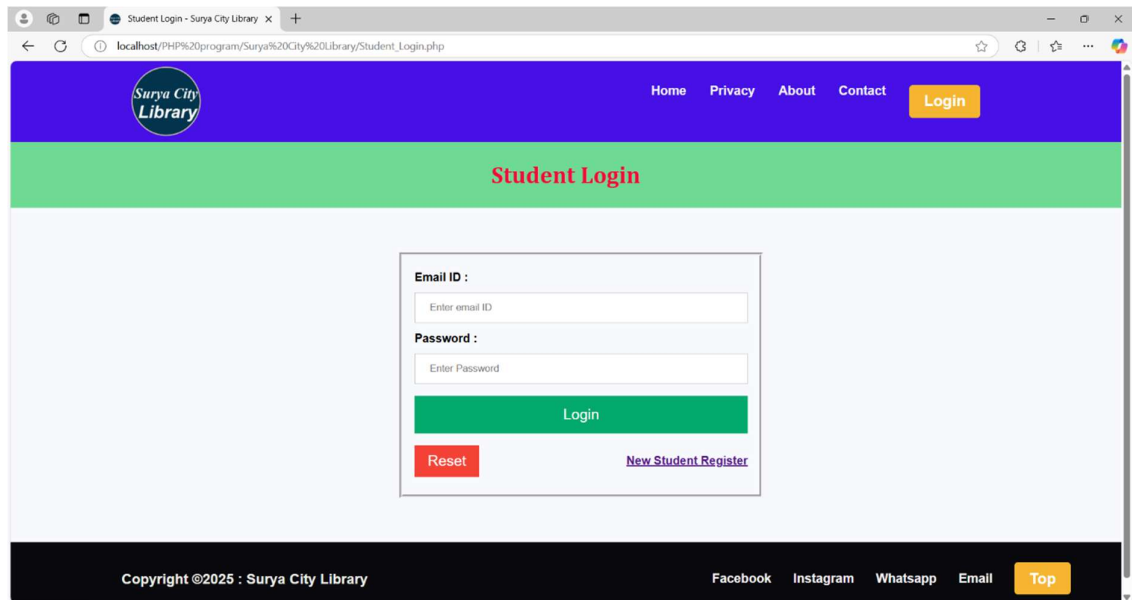 Student Login - Surya City Library
localhost/PHP%20program/Surya%20City%20Library/Student_Login.php
Surya City
Library
Home Privacy About Contact Login
Student Login
Email ID :
Enter email ID
Password :
Enter Password
Login
Reset New Student Register
Copyright ©2025 : Surya City Library Facebook Instagram Whatsapp Email Top